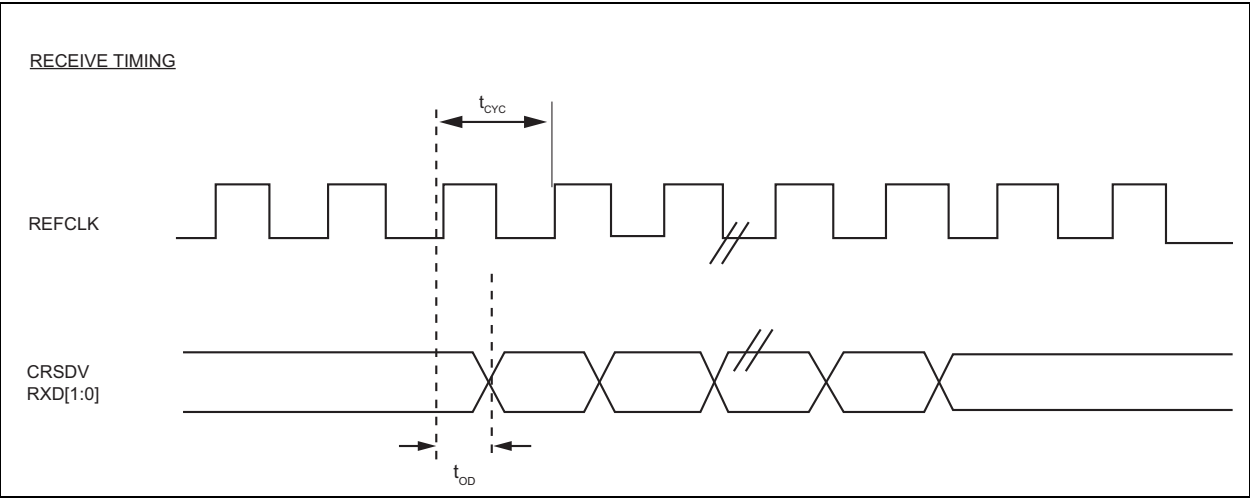 RECEIVE TIMING
tCYC
REFCLK
CRSDV
RXD[1:0]
tOD